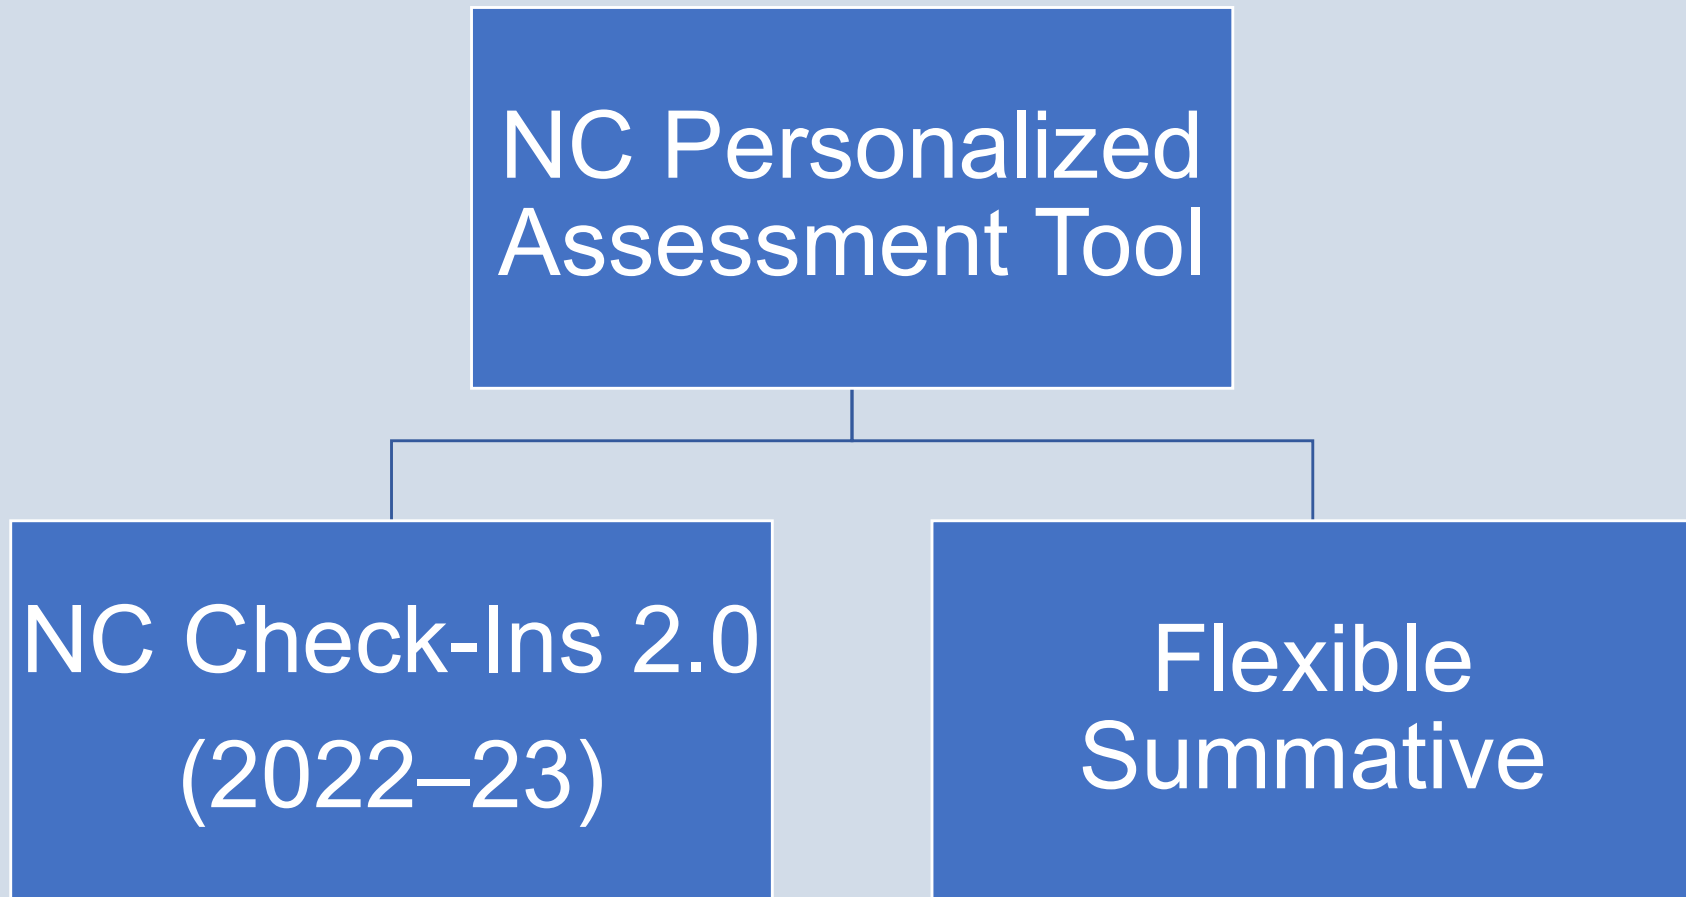 NC Personalized
Assessment Tool
NC Check-Ins 2.0
(2022–23)
Flexible
Summative